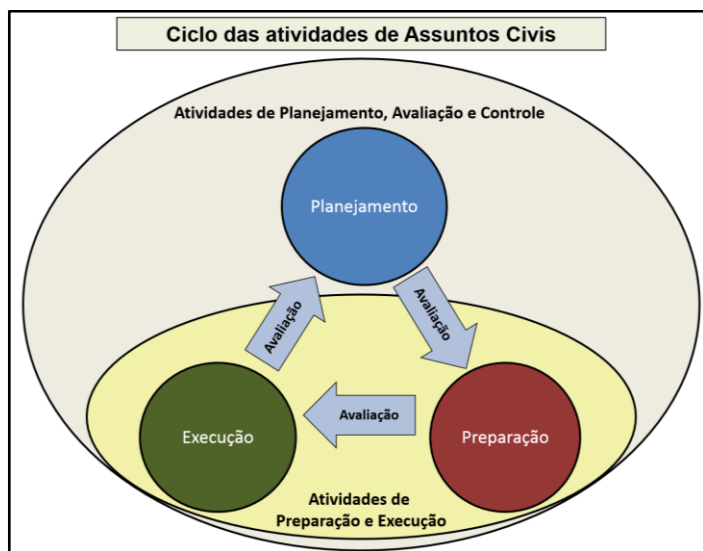 Ciclo das atividades de Assuntos Civis
Atividades de Planejamento, Avaliação e Controle
Planejamento
Avaliação
Avaliação
Execução
Avaliação
Preparação
Atividades de
Preparação e Execução